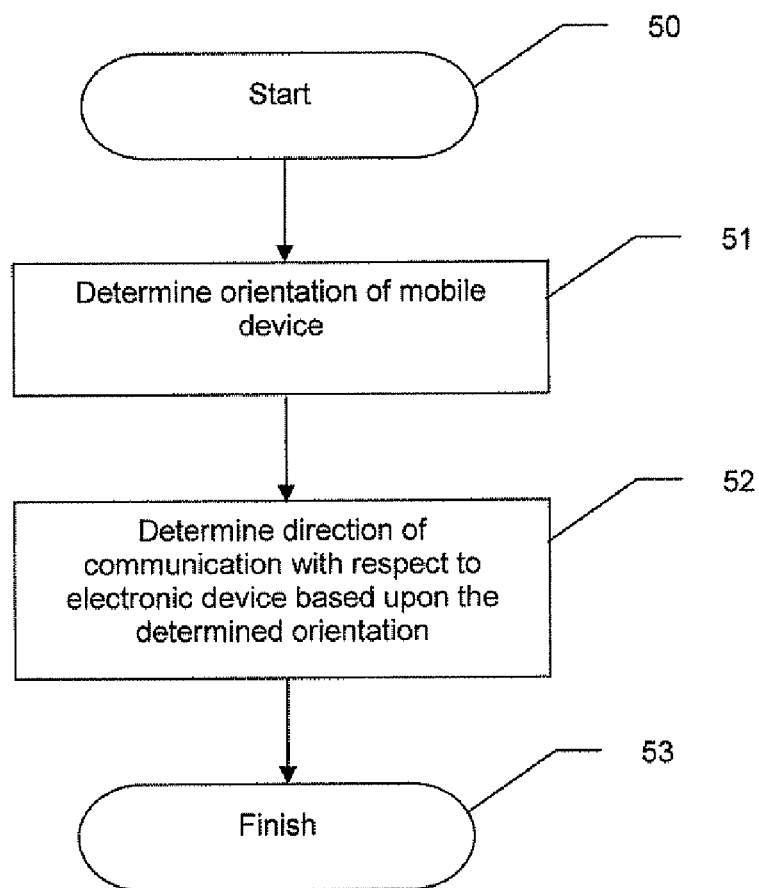 50
Start
51
Determine orientation of mobile
device
52
Determine direction of
communication with respect to
electronic device based upon the
determined orientation
53
Finish